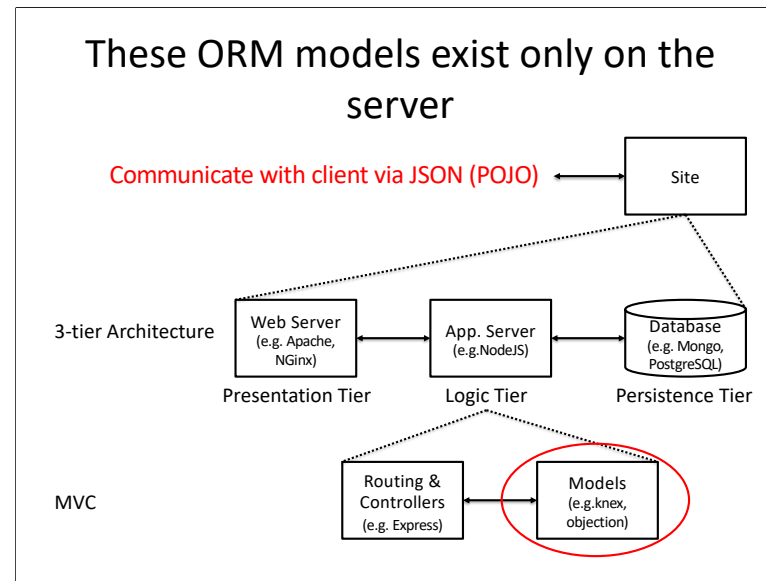 These ORM models exist only on the
server
Communicate with client via JSON (POJO)
Site
3-tier Architecture
Web Server
(e.g. Apache,
NGinx)
App. Server
(e.g.NodeJS)
Database
(e.g. Mongo,
PostgreSQL)
Presentation Tier
Logic Tier
Persistence Tier
MVC
Routing &
Controllers
(e.g. Express)
Models
(e.g.knex,
objection)